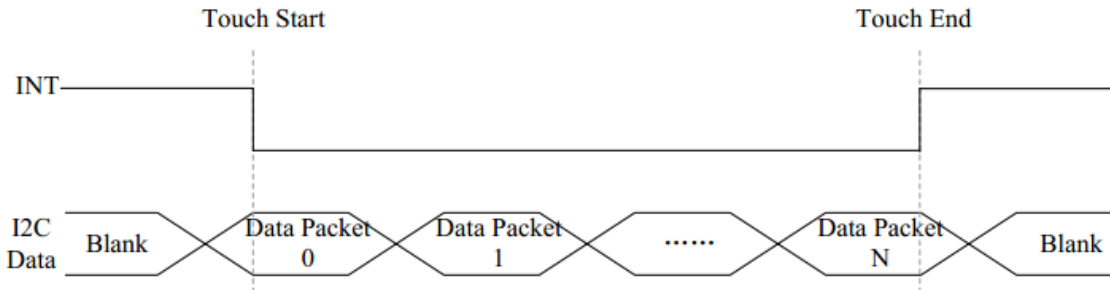 Touch Start
Touch End
INT
I2C
Data
Blank
Data Packet
0
Data Packet
1
......
Data Packet
N
Blank